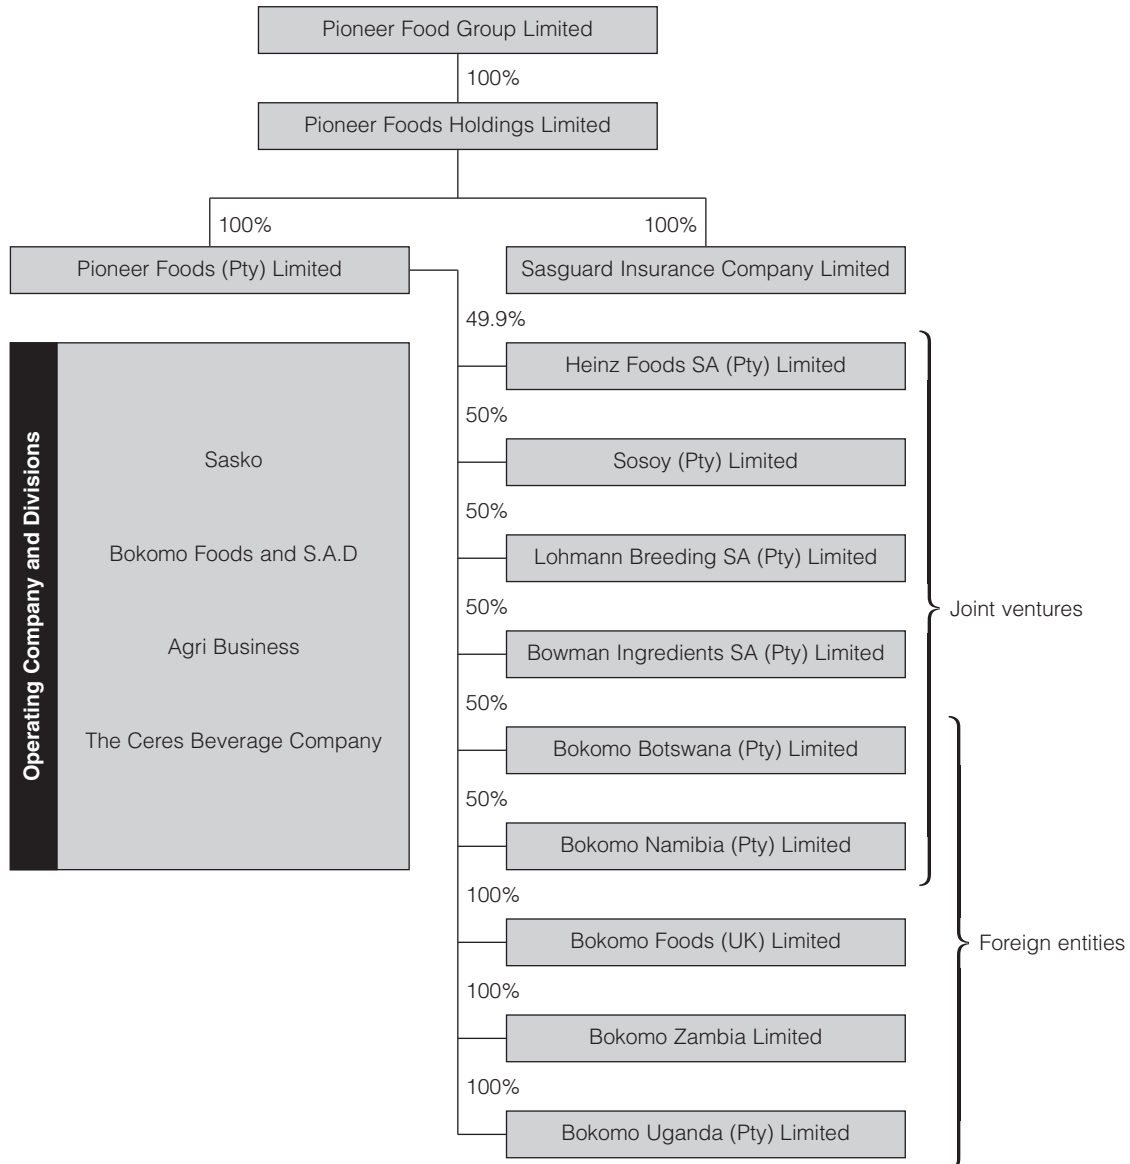 Pioneer Food Group Limited
100%
Pioneer Foods Holdings Limited
100%
100%
Pioneer Foods (Pty) Limited
Sasguard Insurance Company Limited
49.9%
Heinz Foods SA (Pty) Limited
50%
Sosoy (Pty) Limited
50%
Lohmann Breeding SA (Pty) Limited
50%
Bowman Ingredients SA (Pty) Limited
50%
Bokomo Botswana (Pty) Limited
50%
Bokomo Namibia (Pty) Limited
100%
Bokomo Foods (UK) Limited
100%
Bokomo Zambia Limited
100%
Bokomo Uganda (Pty) Limited
Operating Company and Divisions
Sasko
Bokomo Foods and S.A.D
Agri Business
The Ceres Beverage Company
Joint ventures
Foreign entities